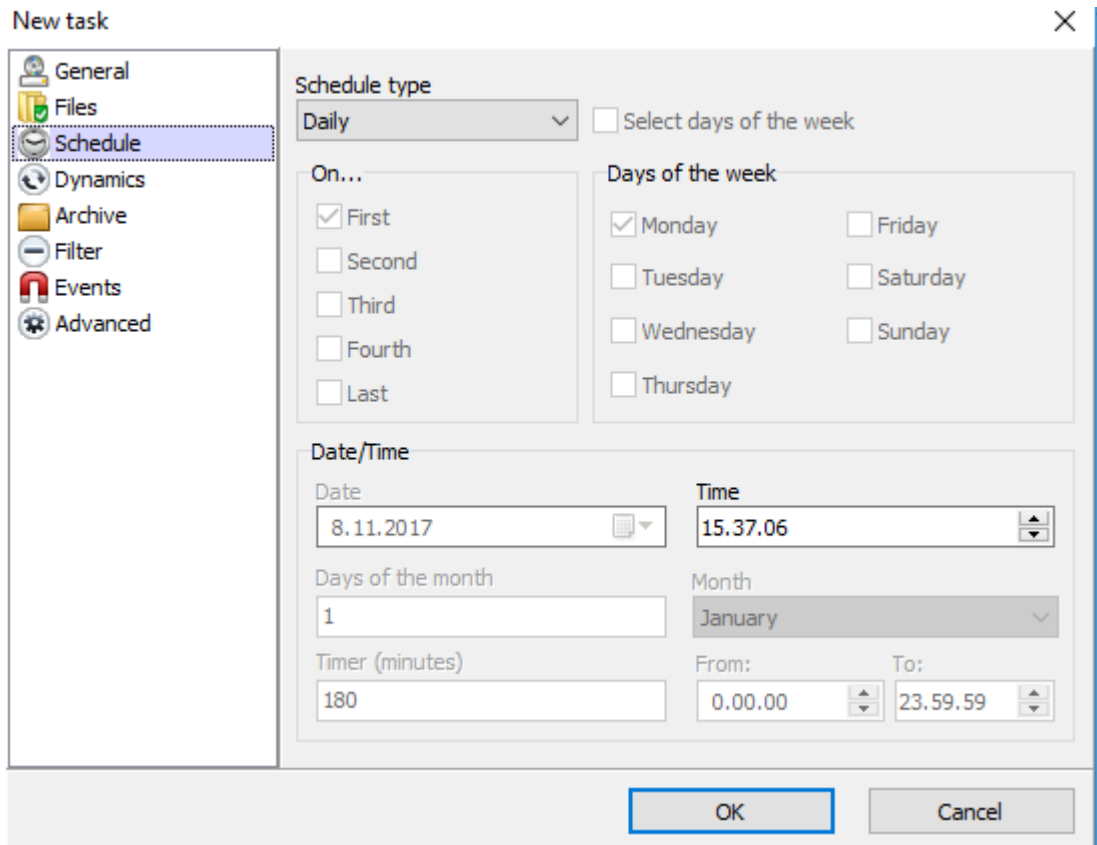 New task
General
Files
Schedule
Dynamics
Archive
Filter
Events
Advanced
Schedule type
Daily
Select days of the week
On...
First
Second
Third
Fourth
Last
Days of the week
Monday
Tuesday
Wednesday
Thursday
Friday
Saturday
Sunday
Date/Time
Date
8.11.2017
Time
15.37.06
Days of the month
1
Month
January
Timer (minutes)
180
From:
0.00.00
To:
23.59.59
OK
Cancel